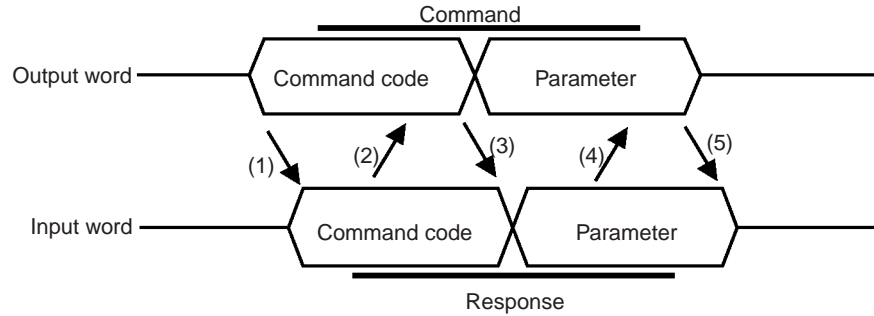 Command
Output word
Command code
Parameter
(1)
(2)
(3)
(4)
(5)
Input word
Command code
Parameter
Response